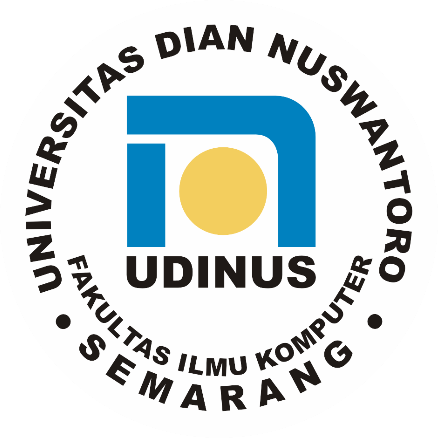 UNIVERSITAS DIAN NUSWANTORO
UDINUS
FAKULTAS ILMU KOMPUTER
• SEMARANG •